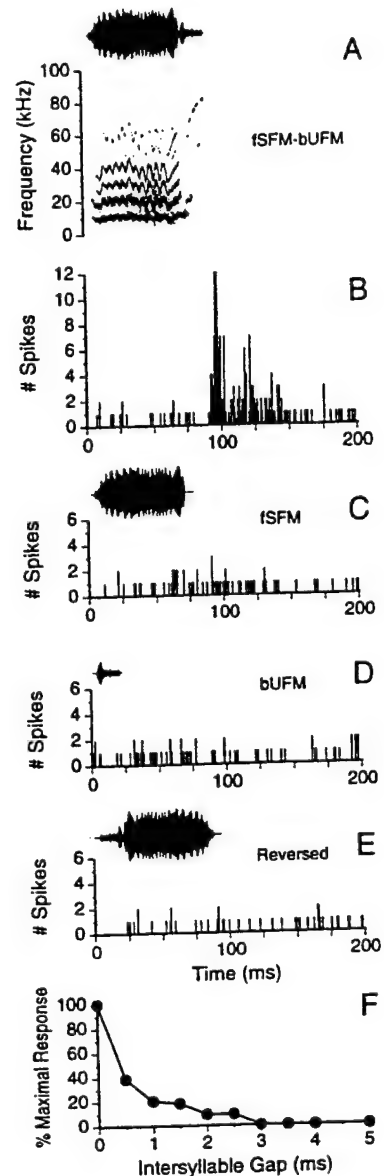 A
100
80
60
40
20
0
Frequency (kHz)
fSFM-bUFM
B
12
10
8
6
4
2
0
# Spikes
0 100 200
fSFM
C
6
4
2
0
# Spikes
0 100 200
bUFM
D
6
4
2
0
# Spikes
0 100 200
Reversed
E
6
4
2
0
# Spikes
0 100 200
Time (ms)
F
100
80
60
40
20
0
% Maximal Response
0 1 2 3 4 5
Intersyllable Gap (ms)